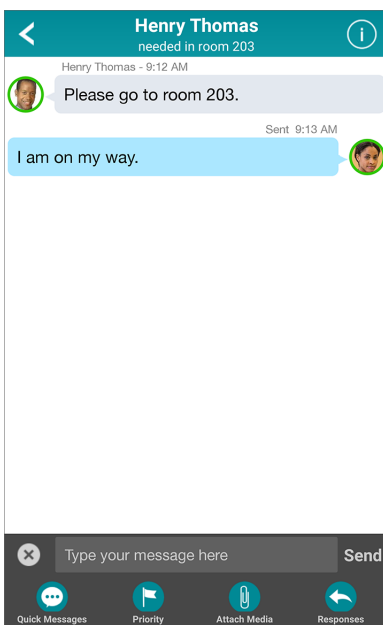 Henry Thomas
needed in room 203
i
Henry Thomas - 9:12 AM
Please go to room 203.
Sent 9:13 AM
I am on my way.
Type your message here
Send
Quick Messages
Priority
Attach Media
Responses